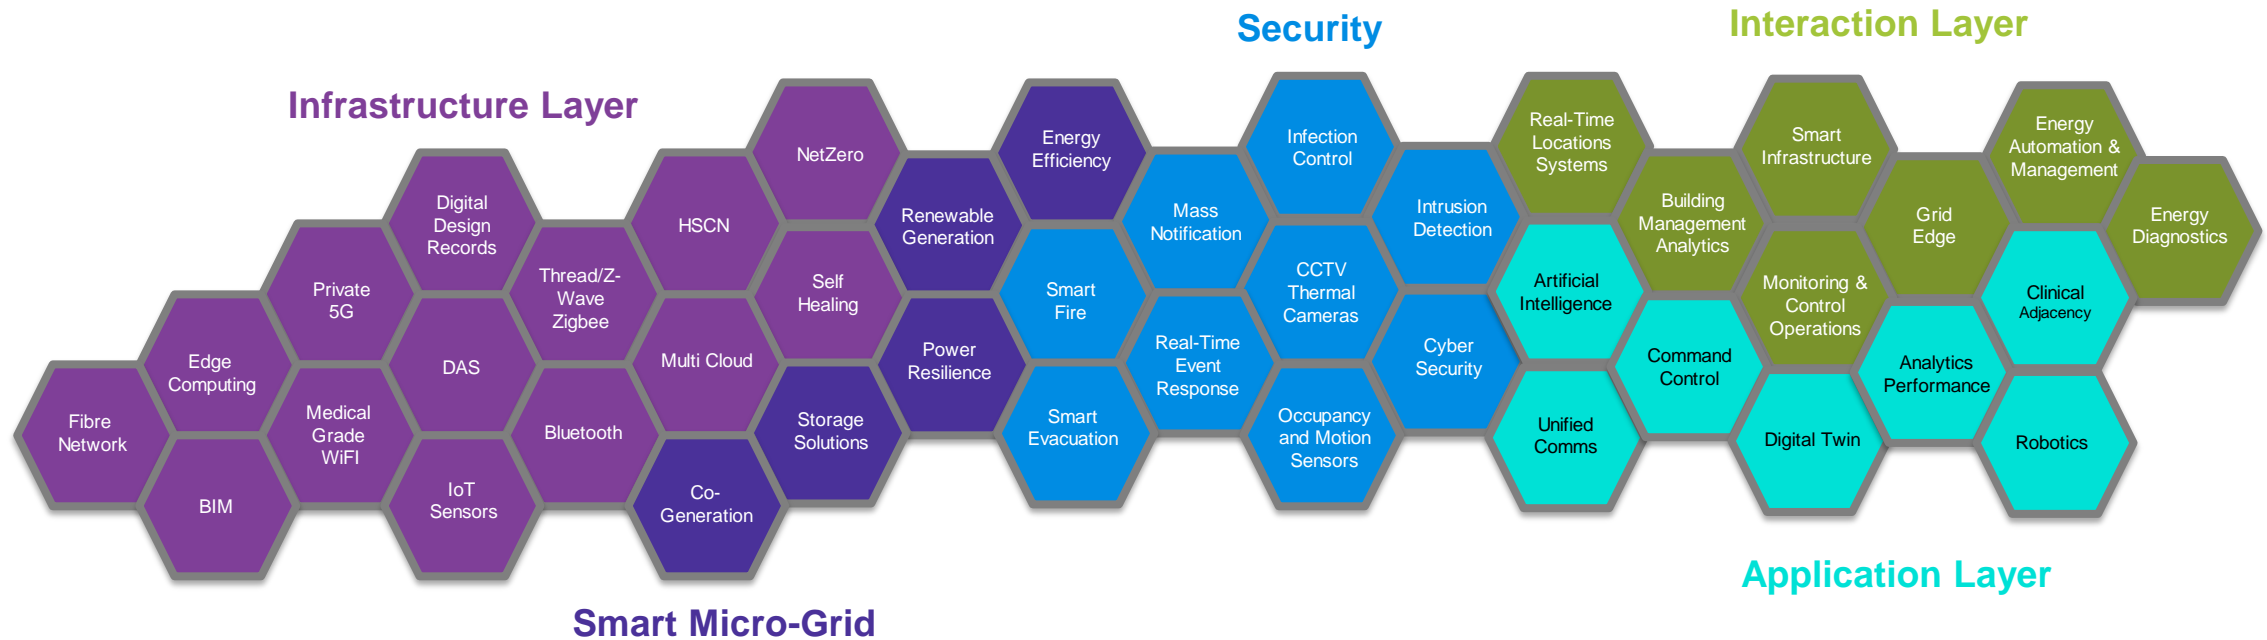 Security
Interaction Layer
Infrastructure Layer
Smart Micro-Grid
Application Layer
Fibre
Network
Edge
Computing
BIM
Private
5G
Medical
Grade
WiFI
Digital
Design
Records
DAS
IoT
Sensors
Thread/Z-
Wave
Zigbee
Bluetooth
HSCN
Multi Cloud
Co-
Generation
NetZero
Self
Healing
Storage
Solutions
Renewable
Generation
Power
Resilience
Energy
Efficiency
Smart
Fire
Smart
Evacuation
Mass
Notification
Real-Time
Event
Response
Infection
Control
CCTV
Thermal
Cameras
Occupancy
and Motion
Sensors
Intrusion
Detection
Cyber
Security
Real-Time
Locations
Systems
Artificial
Intelligence
Unified
Comms
Building
Management
Analytics
Command
Control
Smart
Infrastructure
Monitoring &
Control
Operations
Digital Twin
Grid
Edge
Analytics
Performance
Energy
Automation &
Management
Clinical
Adjacency
Robotics
Energy
Diagnostics